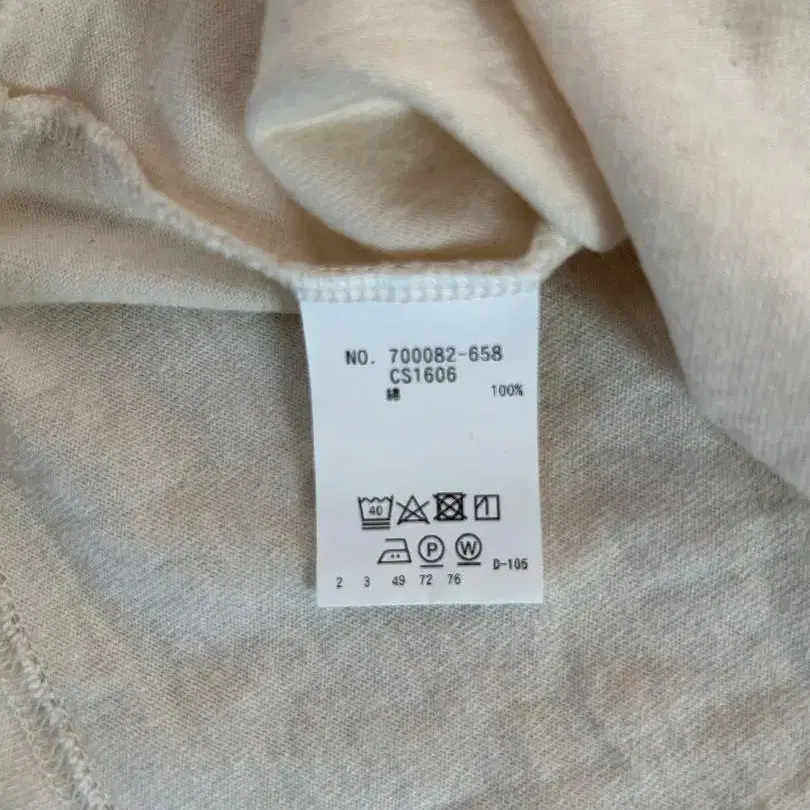 NO. 700082-658
CS1606
綿 100%
40
P W D-105
2 3 49 72 76